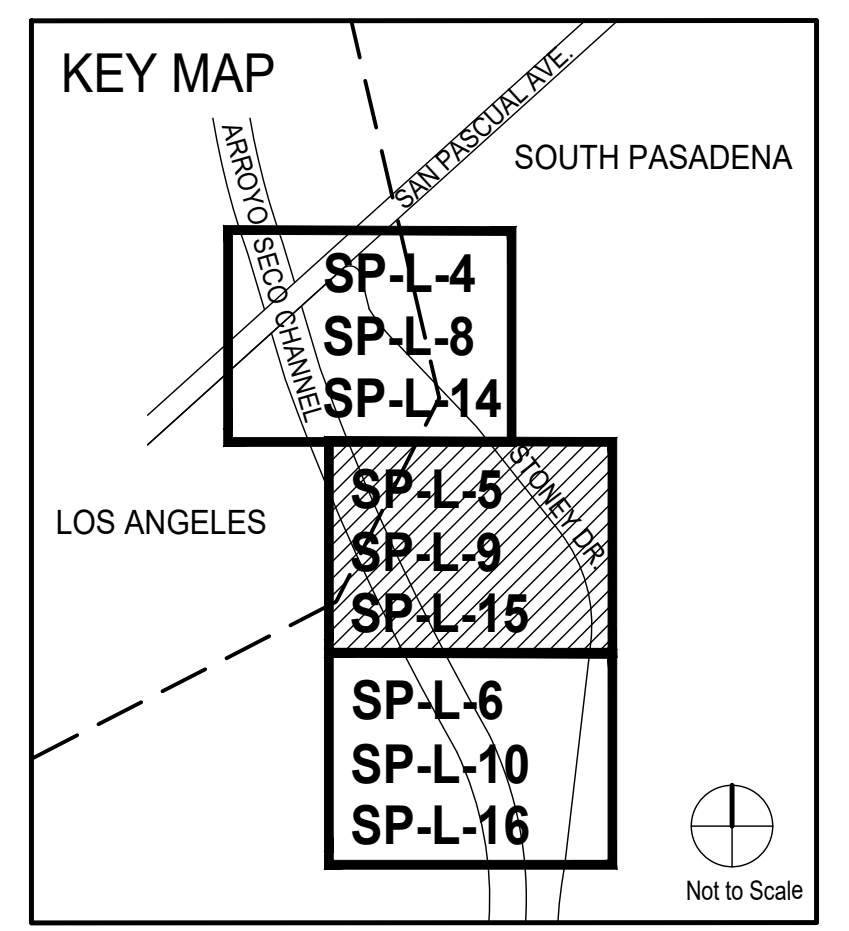 KEY MAP
SAN PASCUAL AVE.
SOUTH PASADENA
ARROYO SECO CHANNEL
SP-L-4
SP-L-8
SP-L-14
STONEY DR.
SP-L-5
LOS ANGELES
SP-L-9
SP-L-15
SP-L-6
SP-L-10
SP-L-16
Not to Scale